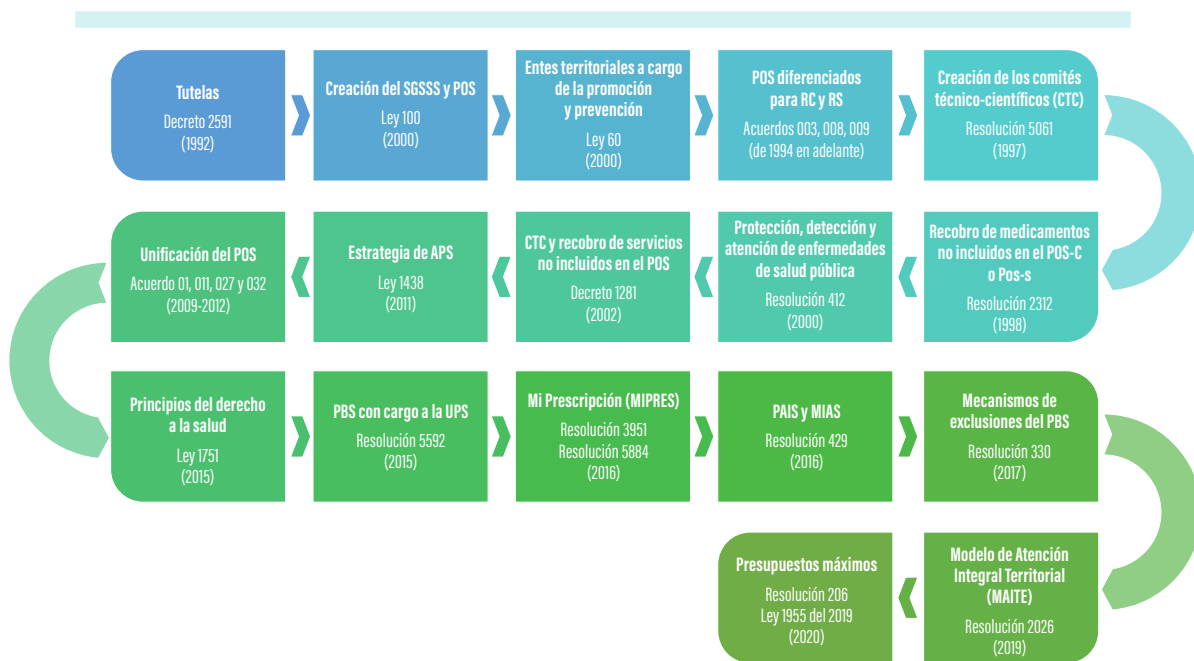 Tutelas
Decreto 2591
(1992)
Creación del SGSSS y POS
Ley 100
(2000)
Entes territoriales a cargo
de la promoción
y prevención
Ley 60
(2000)
POS diferenciados
para RC y RS
Acuerdos 003, 008, 009
(de 1994 en adelante)
Creación de los comités
técnico-científicos (CTC)
Resolución 5061
(1997)
Recobro de medicamentos
no incluidos en el POS-C
o Pos-s
Resolución 2312
(1998)
Protección, detección y
atención de enfermedades
de salud pública
Resolución 412
(2000)
CTC y recobro de servicios
no incluidos en el POS
Decreto 1281
(2002)
Estrategia de APS
Ley 1438
(2011)
Unificación del POS
Acuerdo 01, 011, 027 y 032
(2009-2012)
Principios del derecho
a la salud
Ley 1751
(2015)
PBS con cargo a la UPS
Resolución 5592
(2015)
Mi Prescripción (MIPRES)
Resolución 3951
Resolución 5884
(2016)
PAIS y MIAS
Resolución 429
(2016)
Mecanismos de
exclusiones del PBS
Resolución 330
(2017)
Modelo de Atención
Integral Territorial
(MAITE)
Resolución 2026
(2019)
Presupuestos máximos
Resolución 206
Ley 1955 del 2019
(2020)